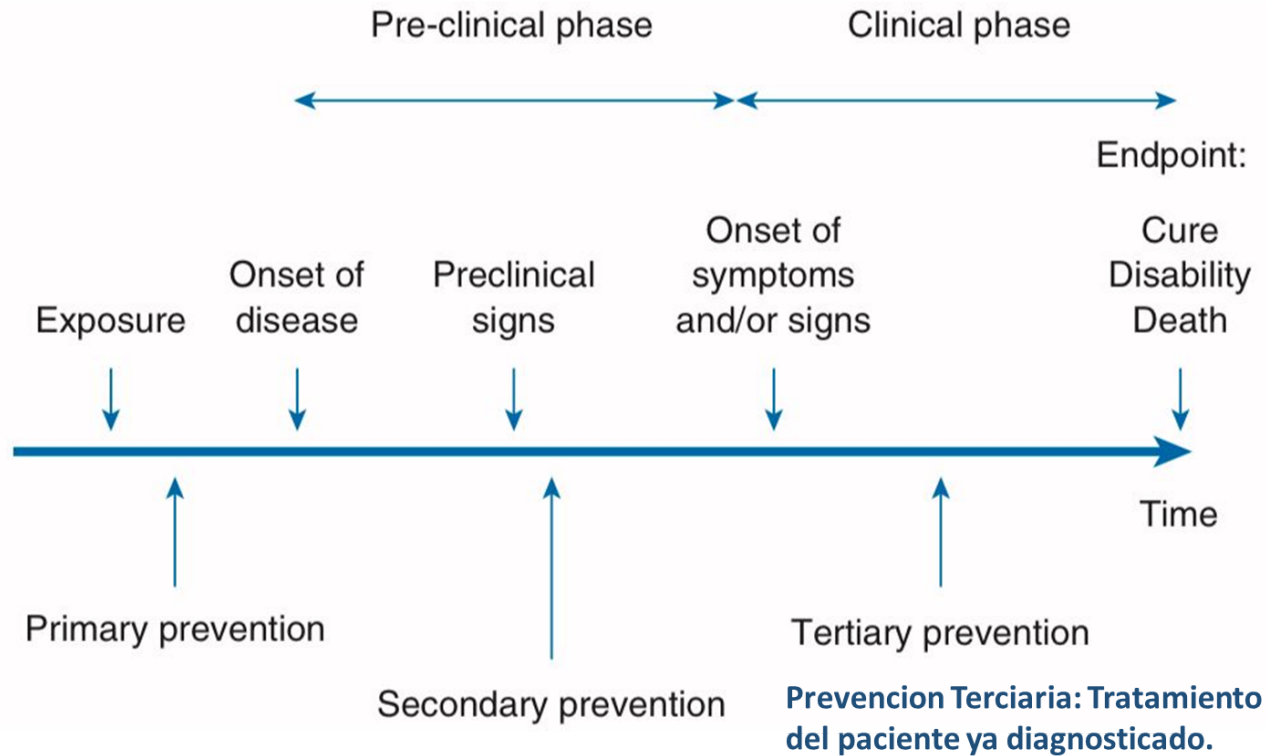 Pre-clinical phase
Clinical phase
Endpoint:
Exposure
Onset of
disease
Preclinical
signs
Onset of
symptoms
and/or signs
Cure
Disability
Death
Time
Primary prevention
Secondary prevention
Tertiary prevention
Prevencion Terciaria: Tratamiento
del paciente ya diagnosticado.